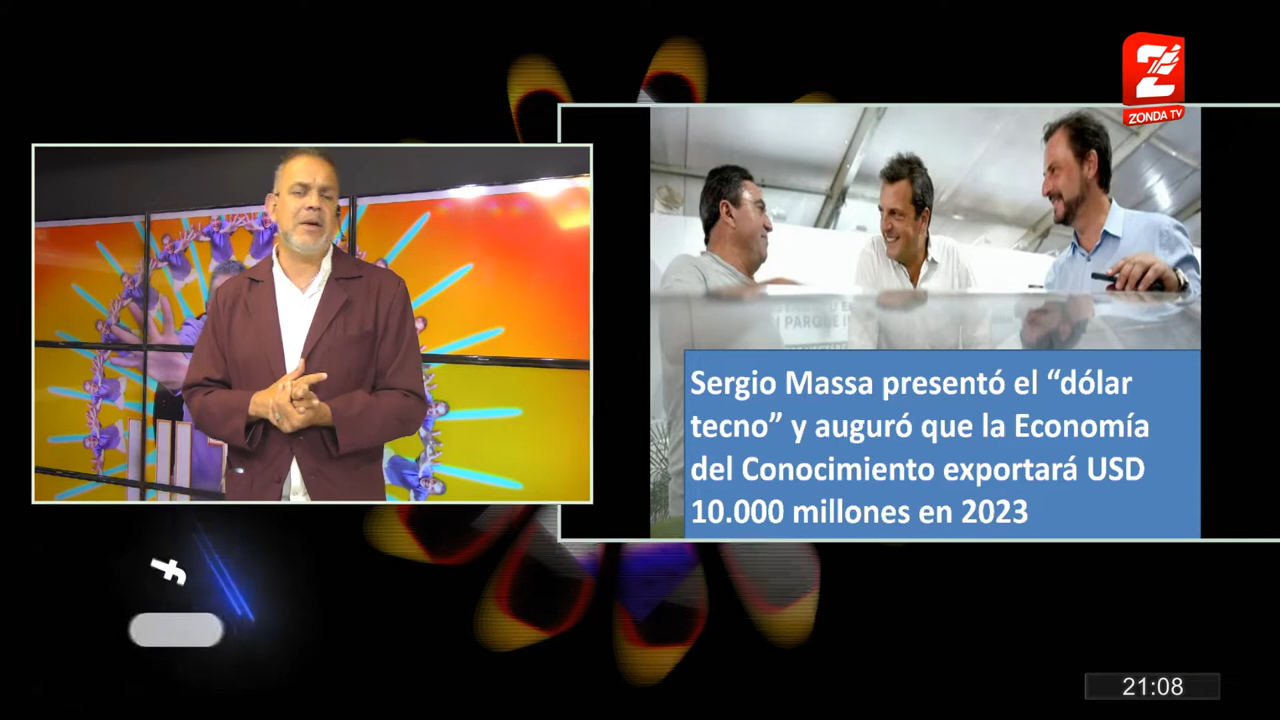 Z
ZONDA TV
PARQUE I
Sergio Massa presentó el “dólar
tecno” y auguró que la Economía
del Conocimiento exportará USD
10.000 millones en 2023
f
21:08